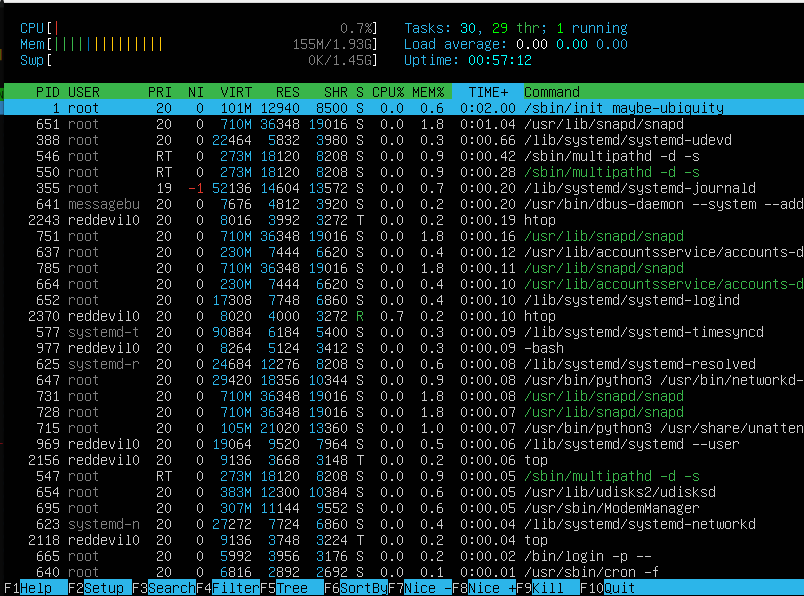 CPU[| 0.7%] Tasks: 30, 29 thr; 1 running
Mem[|||||||||||||| 155M/1.93G] Load average: 0.00 0.00 0.00
Swp[ 0K/1.45G] Uptime: 00:57:12
PID USER PRI NI VIRT RES SHR S CPU% MEM% TIME+ Command
1 root 20 0 101M 12940 8500 S 0.0 0.6 0:02.00 /sbin/init maybe-ubiquity
651 root 20 0 710M 36348 19016 S 0.0 1.8 0:01.04 /usr/lib/snapd/snapd
388 root 20 0 22464 5832 3980 S 0.0 0.3 0:00.66 /lib/systemd/systemd-udevd
546 root RT 0 273M 18120 8208 S 0.0 0.9 0:00.42 /sbin/multipathd -d -s
550 root RT 0 273M 18120 8208 S 0.0 0.9 0:00.28 /sbin/multipathd -d -s
355 root 19 -1 52136 14604 13572 S 0.0 0.7 0:00.20 /lib/systemd/systemd-journald
641 messagebu 20 0 7676 4812 3920 S 0.0 0.2 0:00.20 /usr/bin/dbus-daemon --system --add
2243 reddevil0 20 0 8016 3992 3272 T 0.0 0.2 0:00.19 htop
751 root 20 0 710M 36348 19016 S 0.0 1.8 0:00.16 /usr/lib/snapd/snapd
637 root 20 0 230M 7444 6620 S 0.0 0.4 0:00.12 /usr/lib/accountsservice/accounts-d
785 root 20 0 710M 36348 19016 S 0.0 1.8 0:00.11 /usr/lib/snapd/snapd
664 root 20 0 230M 7444 6620 S 0.0 0.4 0:00.10 /usr/lib/accountsservice/accounts-d
652 root 20 0 17308 7748 6860 S 0.0 0.4 0:00.10 /lib/systemd/systemd-logind
2370 reddevil0 20 0 8020 4000 3272 R 0.7 0.2 0:00.10 htop
577 systemd-t 20 0 90884 6184 5400 S 0.0 0.3 0:00.09 /lib/systemd/systemd-timesyncd
977 reddevil0 20 0 8264 5124 3412 S 0.0 0.3 0:00.09 -bash
625 systemd-r 20 0 24684 12276 8208 S 0.0 0.6 0:00.08 /lib/systemd/systemd-resolved
647 root 20 0 29420 18356 10344 S 0.0 0.9 0:00.08 /usr/bin/python3 /usr/bin/networkd-
731 root 20 0 710M 36348 19016 S 0.0 1.8 0:00.08 /usr/lib/snapd/snapd
728 root 20 0 710M 36348 19016 S 0.0 1.8 0:00.07 /usr/lib/snapd/snapd
715 root 20 0 105M 21020 13360 S 0.0 1.0 0:00.07 /usr/bin/python3 /usr/share/unatten
969 reddevil0 20 0 19064 9520 7964 S 0.0 0.5 0:00.06 /lib/systemd/systemd --user
2156 reddevil0 20 0 9136 3668 3148 T 0.0 0.2 0:00.06 top
547 root RT 0 273M 18120 8208 S 0.0 0.9 0:00.05 /sbin/multipathd -d -s
654 root 20 0 383M 12300 10384 S 0.0 0.6 0:00.05 /usr/lib/udisks2/udisksd
695 root 20 0 307M 11144 9552 S 0.0 0.6 0:00.05 /usr/sbin/ModemManager
623 systemd-n 20 0 27272 7724 6860 S 0.0 0.4 0:00.04 /lib/systemd/systemd-networkd
2118 reddevil0 20 0 9136 3748 3224 T 0.0 0.2 0:00.04 top
665 root 20 0 5992 3956 3176 S 0.0 0.2 0:00.02 /bin/login -p --
640 root 20 0 6816 2892 2692 S 0.0 0.1 0:00.01 /usr/sbin/cron -f
F1Help F2Setup F3SearchF4FilterF5Tree F6SortByF7Nice -F8Nice +F9Kill F10Quit